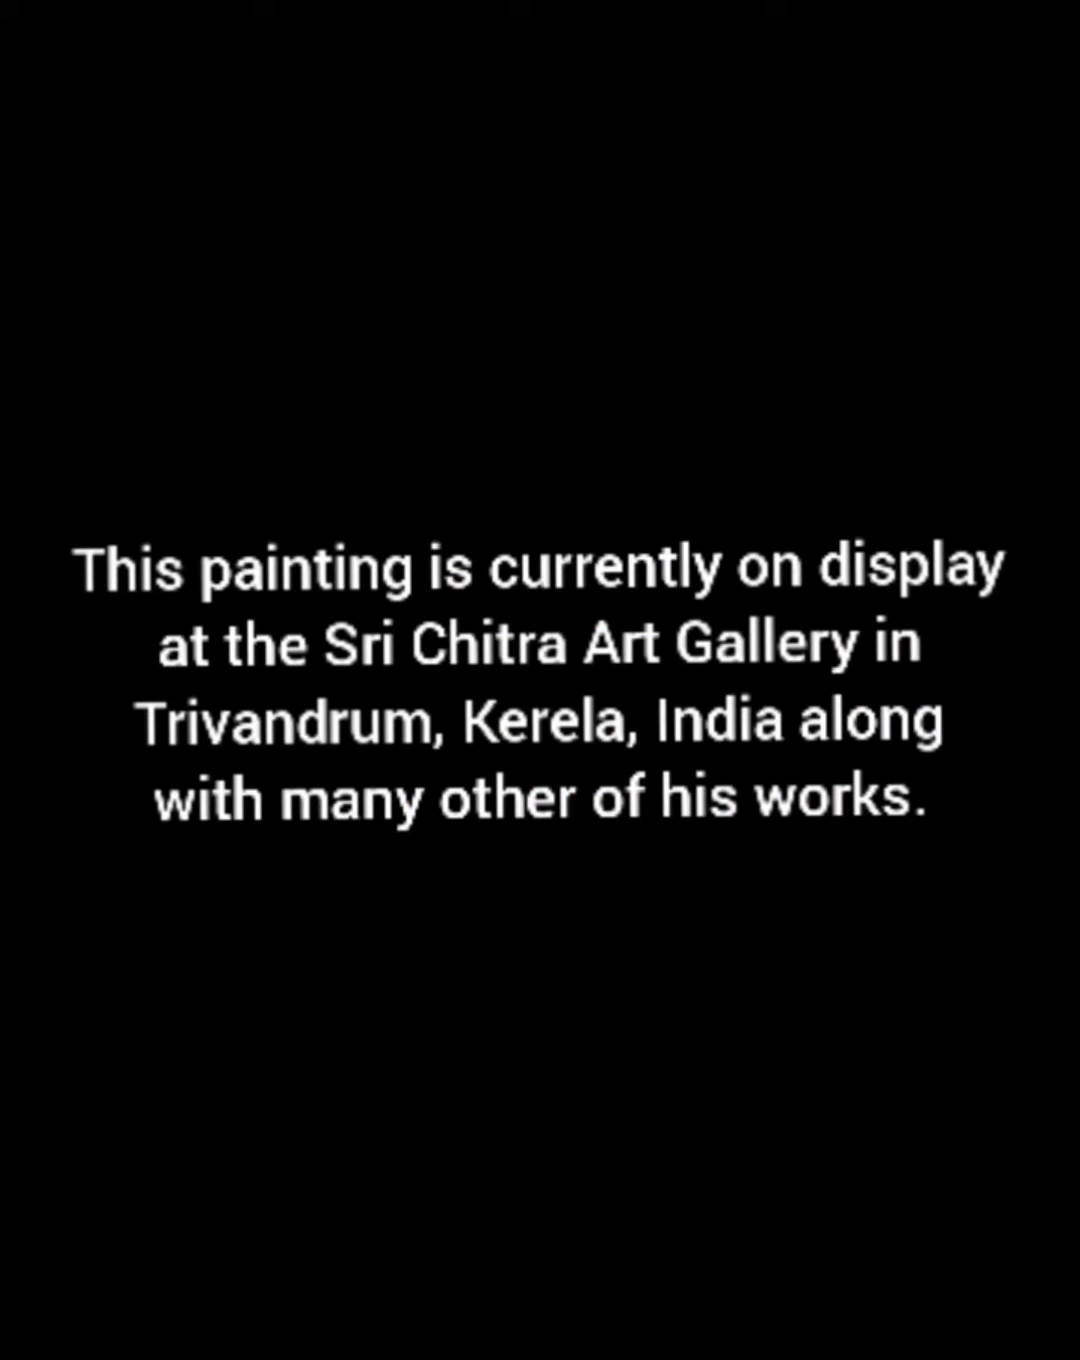 This painting is currently on display
at the Sri Chitra Art Gallery in
Trivandrum, Kerela, India along
with many other of his works.